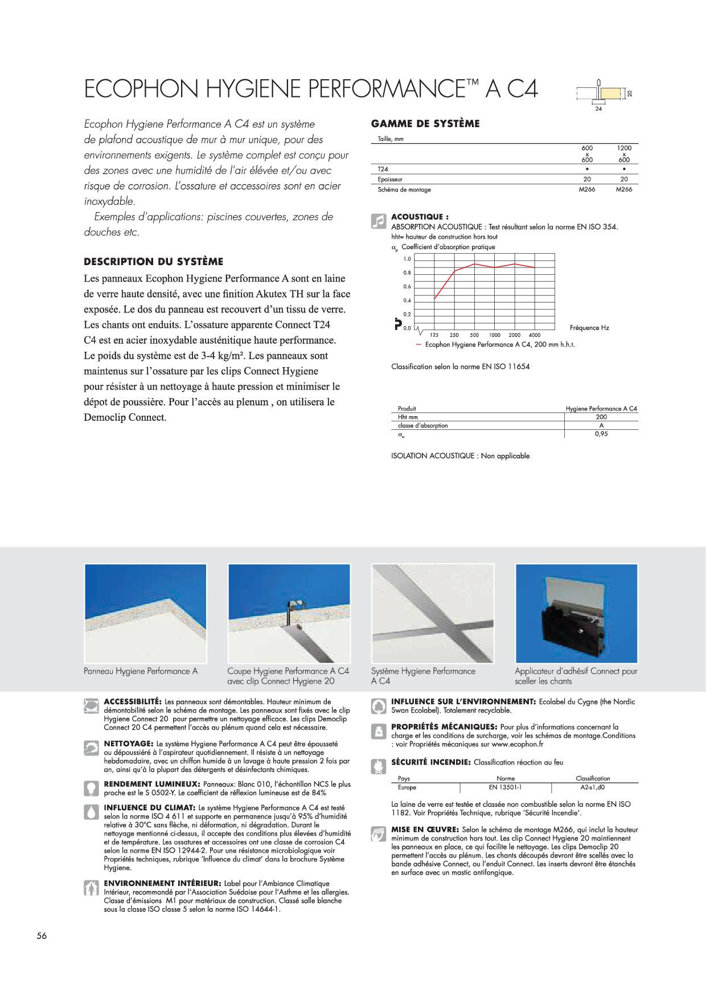 ECOPHON HYGIENE PERFORMANCE™ A C4
20
24
Ecophon Hygiene Performance A C4 est un système
de plafond acoustique de mur à mur unique, pour des
environnements exigents. Le système complet est conçu pour
des zones avec une humidité de l'air élévée et/ou avec
risque de corrosion. L'ossature et accessoires sont en acier
inoxydable.
Exemples d'applications: piscines couvertes, zones de
douches etc.
DESCRIPTION DU SYSTÈME
Les panneaux Ecophon Hygiene Performance A sont en laine
de verre haute densité, avec une finition Akutex TH sur la face
exposée. Le dos du panneau est recouvert d'un tissu de verre.
Les chants ont enduits. L'ossature apparente Connect T24
C4 est en acier inoxydable austénitique haute performance.
Le poids du système est de 3-4 kg/m². Les panneaux sont
maintenus sur l'ossature par les clips Connect Hygiene
pour résister à un nettoyage à haute pression et minimiser le
dépot de poussière. Pour l'accès au plenum , on utilisera le
Democlip Connect.
GAMME DE SYSTÈME
Taille, mm
600 x 600 1200 x 600
T24 • •
Epaisseur 20 20
Schéma de montage M266 M266
ACOUSTIQUE :
ABSORPTION ACOUSTIQUE : Test résultant selon la norme EN ISO 354.
hht= hauteur de construction hors tout
αp Coefficient d'absorption pratique
1.0
0.8
0.6
0.4
0.2
0.0
125 250 500 1000 2000 4000
Fréquence Hz
Ecophon Hygiene Performance A C4, 200 mm h.h.t.
Classification selon la norme EN ISO 11654
Produit Hygiene Performance A C4
Hht mm 200
classe d'absorption A
αw 0,95
ISOLATION ACOUSTIQUE : Non applicable
Panneau Hygiene Performance A
Coupe Hygiene Performance A C4
avec clip Connect Hygiene 20
Système Hygiene Performance
A C4
Applicateur d'adhésif Connect pour
sceller les chants
ACCESSIBILITÉ: Les panneaux sont démontables. Hauteur minimum de
démontabilité selon le schéma de montage. Les panneaux sont fixés avec le clip
Hygiene Connect 20 pour permettre un nettoyage efficace. Les clips Democlip
Connect 20 C4 permettent l'accès au plénum quand cela est nécessaire.
NETTOYAGE: Le système Hygiene Performance A C4 peut être épousseté
ou dépoussiéré à l'aspirateur quotidiennement. Il résiste à un nettoyage
hebdomadaire, avec un chiffon humide à un lavage à haute pression 2 fois par
an, ainsi qu'à la plupart des détergents et désinfectants chimiques.
RENDEMENT LUMINEUX: Panneaux: Blanc 010, l'échantillon NCS le plus
proche est le S 0502-Y. Le coefficient de réflexion lumineuse est de 84%
INFLUENCE DU CLIMAT: Le système Hygiene Performance A C4 est testé
selon la norme ISO 4 611 et supporte en permanence jusqu'à 95% d'humidité
relative à 30°C sans flèche, ni déformation, ni dégradation. Durant le
nettoyage mentionné ci-dessus, il accepte des conditions plus élevées d'humidité
et de température. Les ossatures et accessoires ont une classe de corrosion C4
selon la norme EN ISO 12944-2. Pour une résistance microbiologique voir
Propriétés techniques, rubrique 'Influence du climat' dans la brochure Système
Hygiene.
ENVIRONNEMENT INTÉRIEUR: Label pour l'Ambiance Climatique
Intérieur, recommandé par l'Association Suédoise pour l'Asthme et les allergies.
Classe d'émissions M1 pour matériaux de construction. Classé salle blanche
sous la classe ISO classe 5 selon la norme ISO 14644-1.
INFLUENCE SUR L'ENVIRONNEMENT: Ecolabel du Cygne (the Nordic
Swan Ecolabel). Totalement recyclable.
PROPRIÉTÉS MÉCANIQUES: Pour plus d'informations concernant la
charge et les conditions de surcharge, voir les schémas de montage.Conditions
: voir Propriétés mécaniques sur www.ecophon.fr
SÉCURITÉ INCENDIE: Classification réaction au feu
Pays Norme Classification
Europe EN 13501-1 A2-s1,d0
La laine de verre est testée et classée non combustible selon la norme EN ISO
1182. Voir Propriétés Technique, rubrique 'Sécurité Incendie'.
MISE EN ŒUVRE: Selon le schéma de montage M266, qui inclut la hauteur
minimum de construction hors tout. Les clip Connect Hygiene 20 maintiennent
les panneaux en place, ce qui facilite le nettoyage. Les clips Democlip 20
permettent l'accès au plénum. Les chants découpés devront être scellés avec la
bande adhésive Connect, ou l'enduit Connect. Les inserts devront être étanchés
en surface avec un mastic antifongique.
56